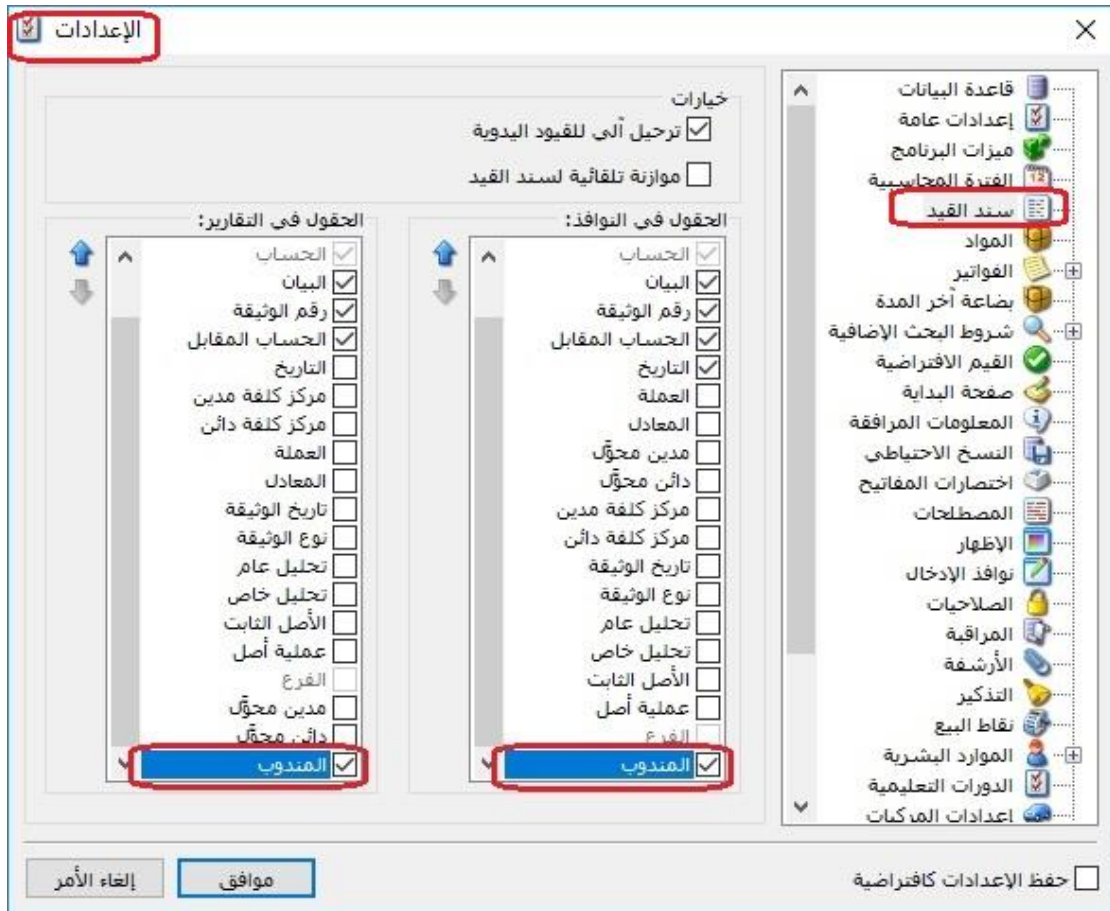 الإعدادات
قاعدة البيانات
إعدادات عامة
ميزات البرنامج
الفترة المحاسبية
سند القيد
المواد
الفواتير
بضاعة آخر المدة
شروط البحث الإضافية
القيم الافتراضية
صفحة البداية
المعلومات المرافقة
النسخ الاحتياطي
اختصارات المفاتيح
المصطلحات
الإظهار
نوافذ الإدخال
الصلاحيات
المراقبة
الأرشفة
التذكير
نقاط البيع
الموارد البشرية
الدورات التعليمية
إعدادات المركبات
خيارات
ترحيل آلي للقيود اليدوية
موازنة تلقائية لسند القيد
الحقول في النوافذ:
الحساب
البيان
رقم الوثيقة
الحساب المقابل
التاريخ
العملة
المعادل
مدين محوَّل
دائن محوَّل
مركز كلفة مدين
مركز كلفة دائن
تاريخ الوثيقة
نوع الوثيقة
تحليل عام
تحليل خاص
الأصل الثابت
عملية أصل
الفرع
المندوب
الحقول في التقارير:
الحساب
البيان
رقم الوثيقة
الحساب المقابل
التاريخ
مركز كلفة مدين
مركز كلفة دائن
العملة
المعادل
تاريخ الوثيقة
نوع الوثيقة
تحليل عام
تحليل خاص
الأصل الثابت
عملية أصل
الفرع
مدين محوَّل
دائن محوَّل
المندوب
حفظ الإعدادات كافتراضية
موافق
إلغاء الأمر